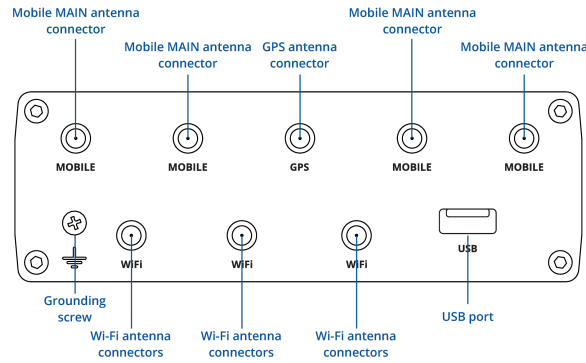 Mobile MAIN antenna
connector
Mobile MAIN antenna
connector
GPS antenna
connector
Mobile MAIN antenna
connector
Mobile MAIN antenna
connector
MOBILE
MOBILE
GPS
MOBILE
MOBILE
WiFi
WiFi
WiFi
USB
Grounding
screw
Wi-Fi antenna
connectors
Wi-Fi antenna
connectors
Wi-Fi antenna
connectors
USB port